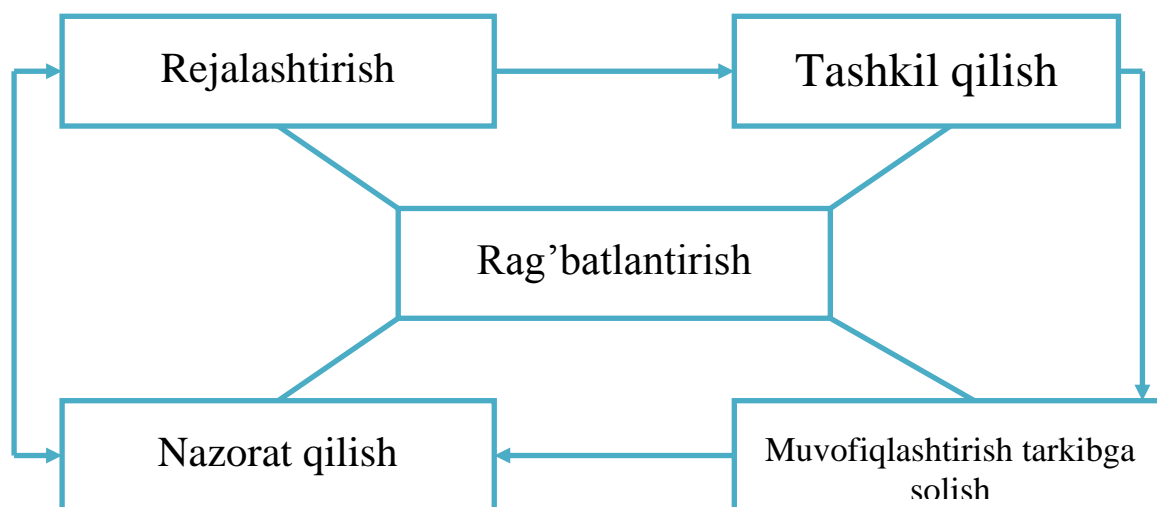 Rejalashtirish
Tashkil qilish
Rag’batlantirish
Nazorat qilish
Muvofiqlashtirish tarkibga
solish